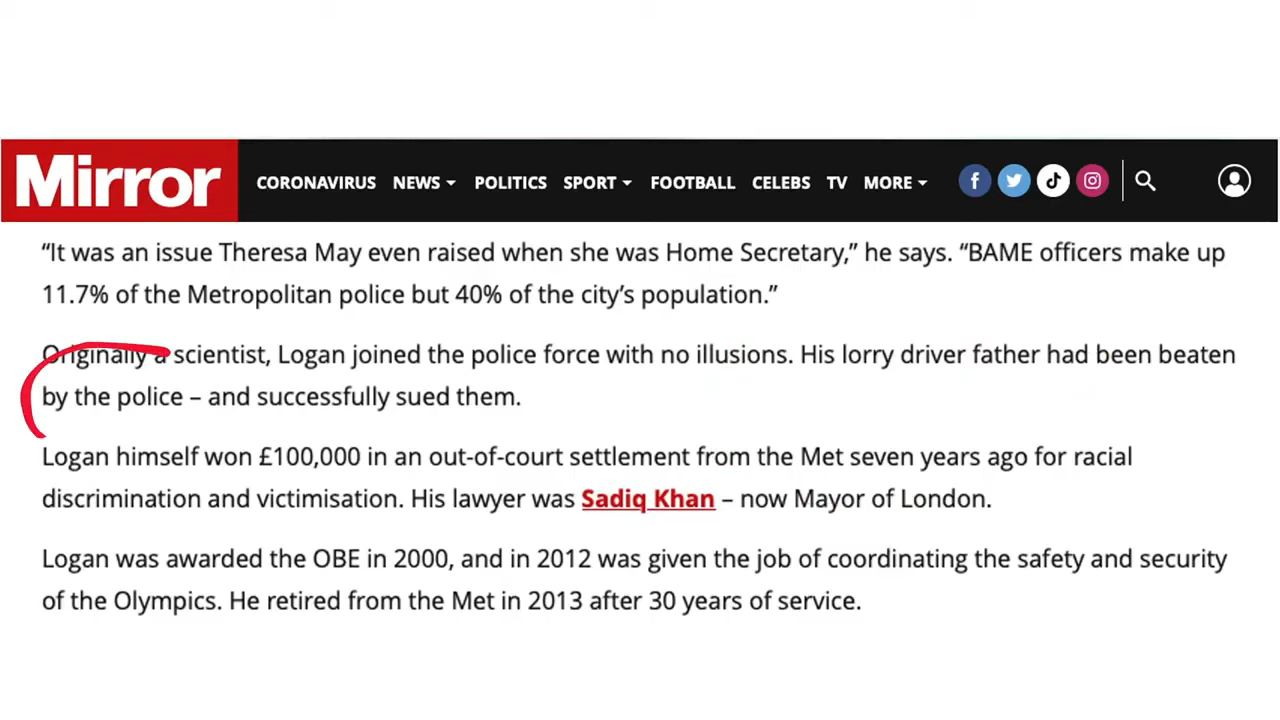 Mirror CORONAVIRUS NEWS POLITICS SPORT FOOTBALL CELEBS TV MORE
“It was an issue Theresa May even raised when she was Home Secretary,” he says. “BAME officers make up
11.7% of the Metropolitan police but 40% of the city’s population.”
Originally a scientist, Logan joined the police force with no illusions. His lorry driver father had been beaten
by the police – and successfully sued them.
Logan himself won £100,000 in an out-of-court settlement from the Met seven years ago for racial
discrimination and victimisation. His lawyer was Sadiq Khan – now Mayor of London.
Logan was awarded the OBE in 2000, and in 2012 was given the job of coordinating the safety and security
of the Olympics. He retired from the Met in 2013 after 30 years of service.